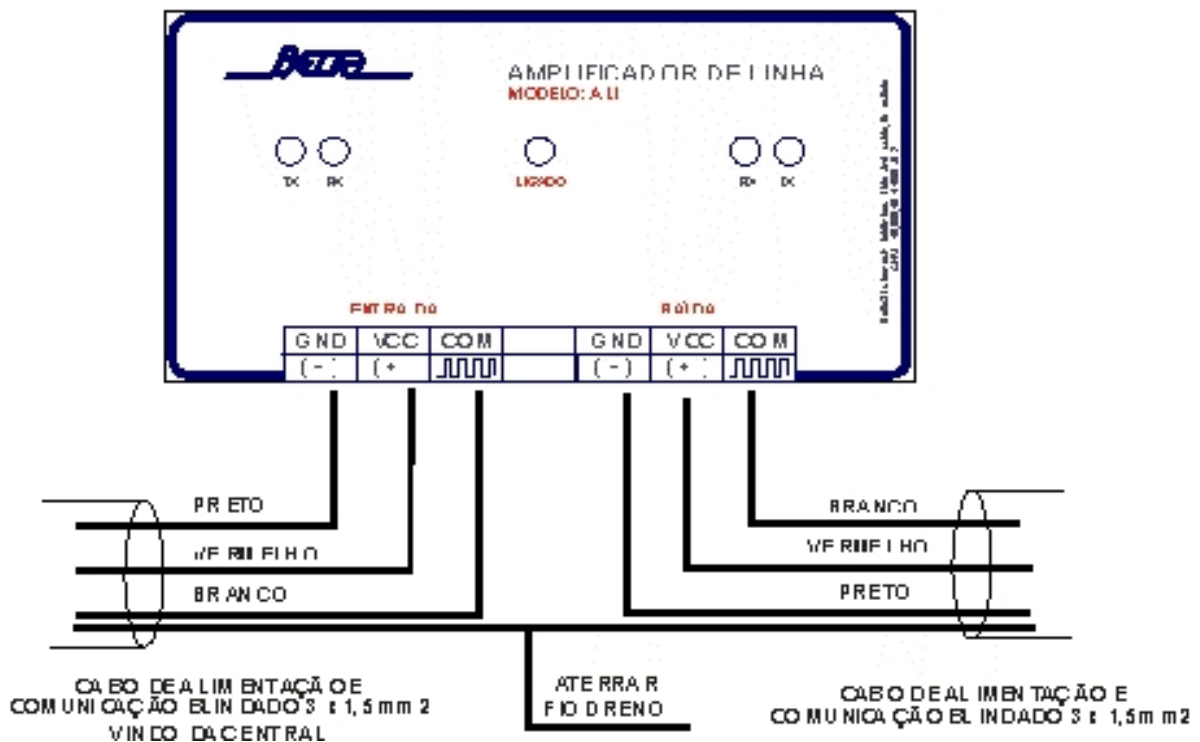 AMPLIFICADOR DE LINHA
MODELO: ALI
TX RX
LIGADO
RX TX
ENTRADA
SAÍDA
GND VCC COM GND VCC COM
(-) (+ (-) (+)
PRETO
VERMELHO
BRANCO
BRANCO
VERMELHO
PRETO
CABO DE ALIMENTAÇÃO E
COMUNICAÇÃO BLINDADO 3 x 1,5mm2
VINDO DA CENTRAL
ATERRAR
FIO DRENO
CABO DE ALIMENTAÇÃO E
COMUNICAÇÃO BLINDADO 3 x 1,5mm2